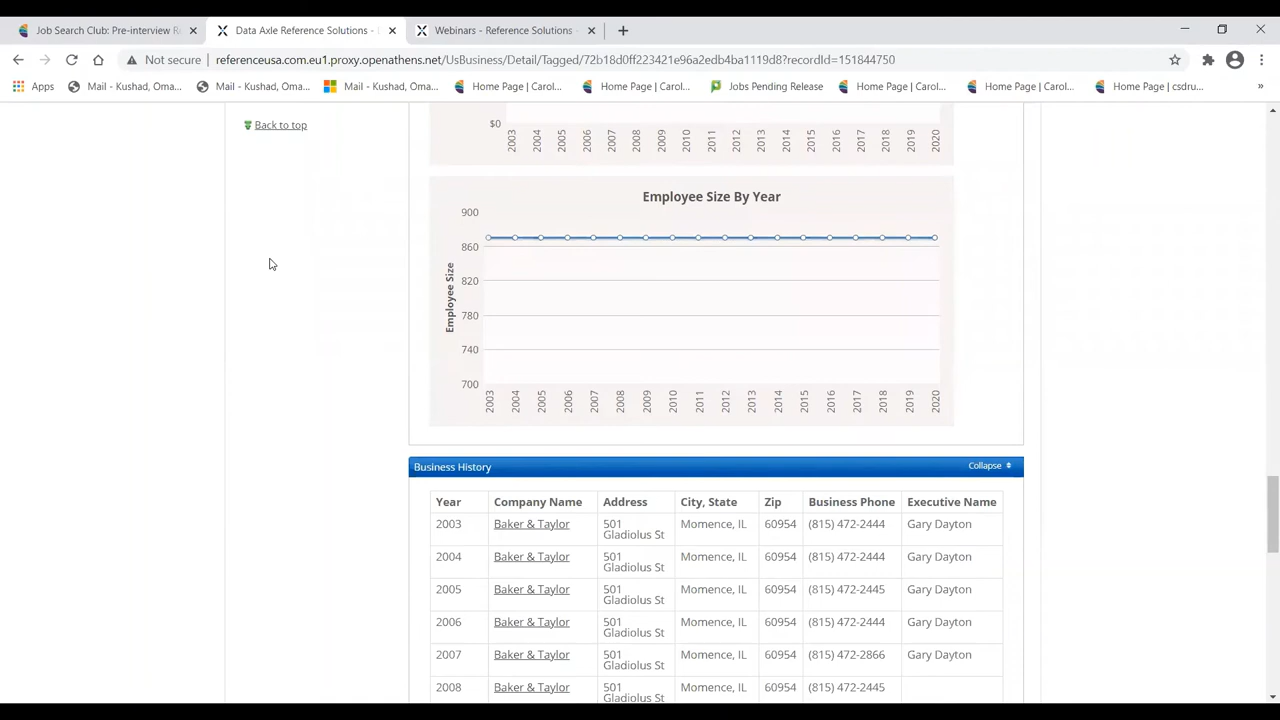 Job Search Club: Pre-interview R
Data Axle Reference Solutions -
Webinars - Reference Solutions -
Not secure
referenceusa.com.eu1.proxy.openathens.net/UsBusiness/Detail/Tagged/72b18d0ff223421e96a2edb4ba1119d8?recordId=151844750
Apps
Mail - Kushad, Oma...
Mail - Kushad, Oma...
Mail - Kushad, Oma...
Home Page | Carol...
Home Page | Carol...
Jobs Pending Release
Home Page | Carol...
Home Page | Carol...
Home Page | csdru...
»
Back to top
$0
2003 2004 2005 2006 2007 2008 2009 2010 2011 2012 2013 2014 2015 2016 2017 2018 2019 2020
Employee Size By Year
900
860
820
780
740
700
Employee Size
2003 2004 2005 2006 2007 2008 2009 2010 2011 2012 2013 2014 2015 2016 2017 2018 2019 2020
Business History
Collapse
Year Company Name Address City, State Zip Business Phone Executive Name
2003 Baker & Taylor 501 Momence, IL 60954 (815) 472-2444 Gary Dayton
Gladiolus St
2004 Baker & Taylor 501 Momence, IL 60954 (815) 472-2444 Gary Dayton
Gladiolus St
2005 Baker & Taylor 501 Momence, IL 60954 (815) 472-2445 Gary Dayton
Gladiolus St
2006 Baker & Taylor 501 Momence, IL 60954 (815) 472-2444 Gary Dayton
Gladiolus St
2007 Baker & Taylor 501 Momence, IL 60954 (815) 472-2866 Gary Dayton
Gladiolus St
2008 Baker & Taylor 501 Momence, IL 60954 (815) 472-2445
Gladiolus St